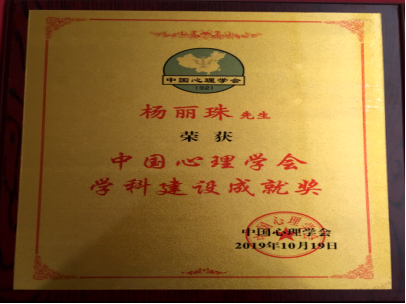 中国心理学会
1921
杨丽珠 先生
荣 获
中国心理学会
学科建设成就奖
中国心理学会
2019年10月19日